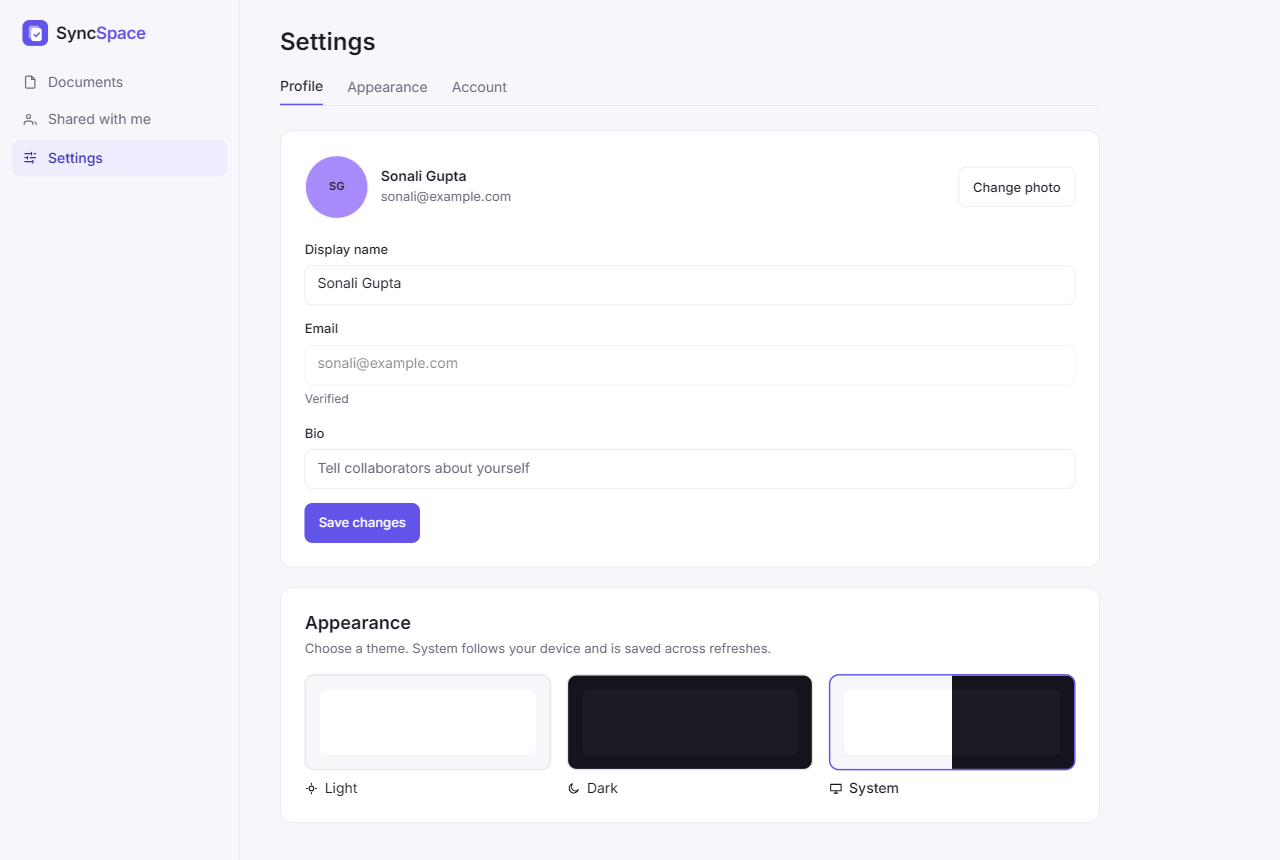 SyncSpace
Documents
Shared with me
Settings
Settings
Profile
Appearance
Account
SG
Sonali Gupta
sonali@example.com
Change photo
Display name
Sonali Gupta
Email
sonali@example.com
Verified
Bio
Tell collaborators about yourself
Save changes
Appearance
Choose a theme. System follows your device and is saved across refreshes.
Light
Dark
System